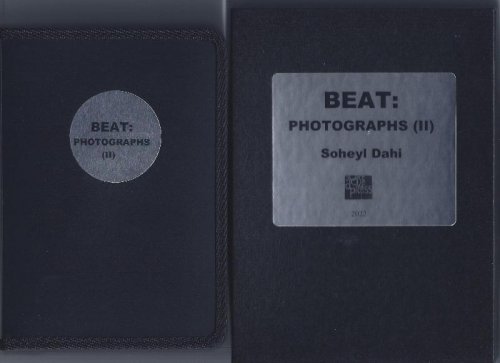 BEAT:
PHOTOGRAPHS
(II)
BEAT:
PHOTOGRAPHS (II)
Soheyl Dahi
2022